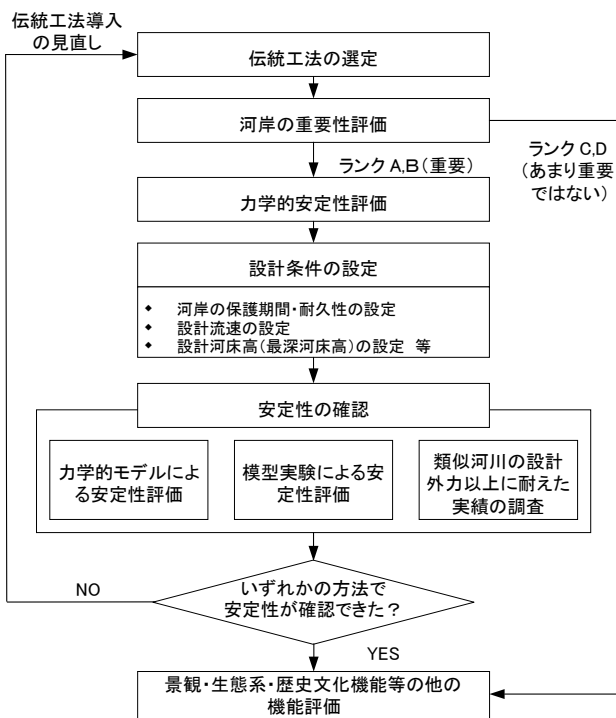 伝統工法導入
の見直し
伝統工法の選定
河岸の重要性評価
ランク A,B(重要)
ランク C,D
(あまり重要
ではない)
力学的安定性評価
設計条件の設定
◆ 河岸の保護期間・耐久性の設定
◆ 設計流速の設定
◆ 設計河床高(最深河床高)の設定 等
安定性の確認
力学的モデルによ
る安定性評価
模型実験による安
定性評価
類似河川の設計
外力以上に耐えた
実績の調査
いずれかの方法で
安定性が確認できた?
NO
YES
景観・生態系・歴史文化機能等の他の
機能評価